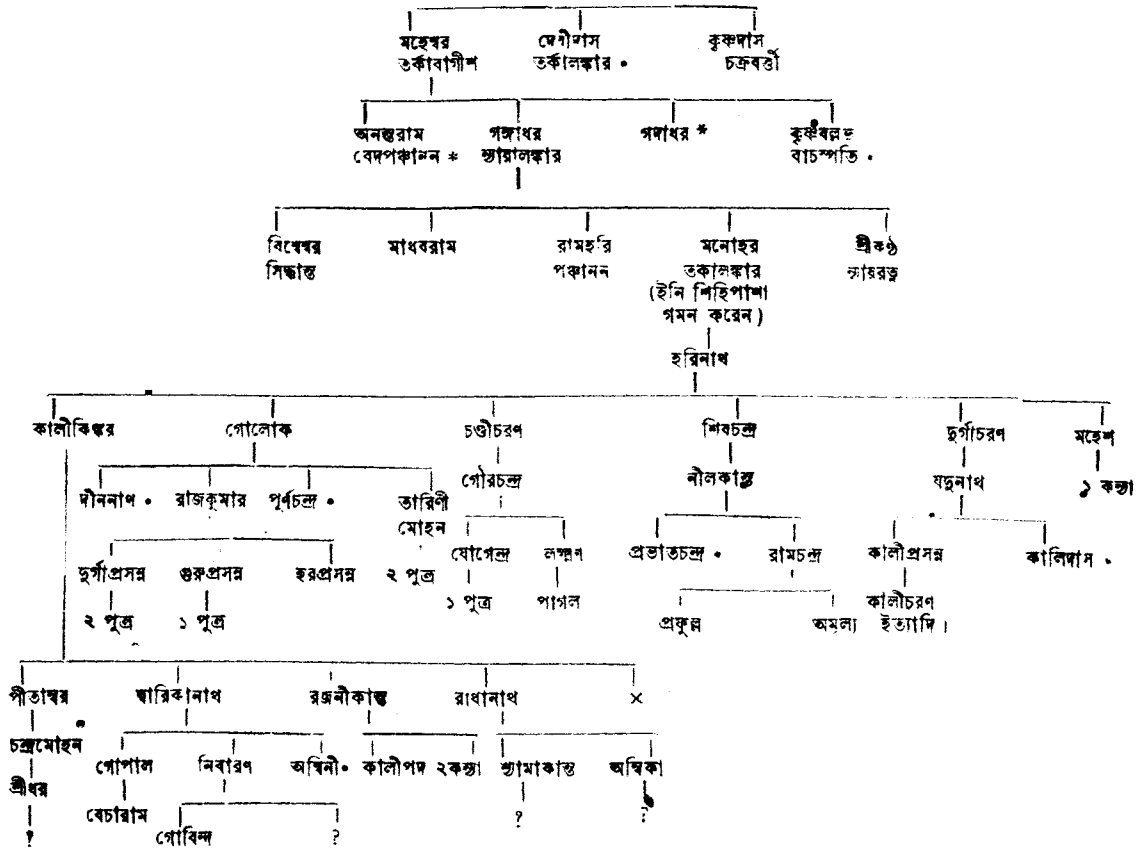 মহেশ্বর দেবীদাস কৃষ্ণদাস
তর্কাবাগীশ তর্কালঙ্কার • চক্রবর্ত্তী
অনন্তরাম গঙ্গাধর গদাধর * কৃষ্ণবল্লভ
বেদপঞ্চানন * ন্যায়ালঙ্কার বাচস্পতি •
বিশ্বেশ্বর মাধবরাম রামহরি মনোহর শ্রীকণ্ঠ
সিদ্ধান্ত পঞ্চানন তর্কালঙ্কার ন্যায়রত্ন
(ইনি শিহিপাশা
গমন করেন)
হরিনাথ
কালীকিঙ্কর গোলোক চণ্ডীচরণ শিবচন্দ্র দুর্গাচরণ মহেশ
গৌরচন্দ্র নীলকান্ত যদুনাথ ১ কন্যা
দীননাথ • রাজকুমার পূর্ণচন্দ্র • তারিণী
মোহন
যোগেন্দ্র লক্ষ্মণ প্রভাতচন্দ্র • রামচন্দ্র কালীপ্রসন্ন কালিদাস •
দুর্গাপ্রসন্ন গুরুপ্রসন্ন হরপ্রসন্ন ২ পুত্র
১ পুত্র পাগল কালীচরণ
২ পুত্র ১ পুত্র প্রফুল্ল অমূল্য ইত্যাদি।
পীতাম্বর দ্বারিকানাথ রজনীকান্ত রাধানাথ ×
চন্দ্রমোহন
গোপাল নিবারণ অশ্বিনী• কালীপদ ২কন্যা শ্যামাকান্ত অম্বিকা
শ্রীধর
বেচারাম ? ?
? গোবিন্দ ?